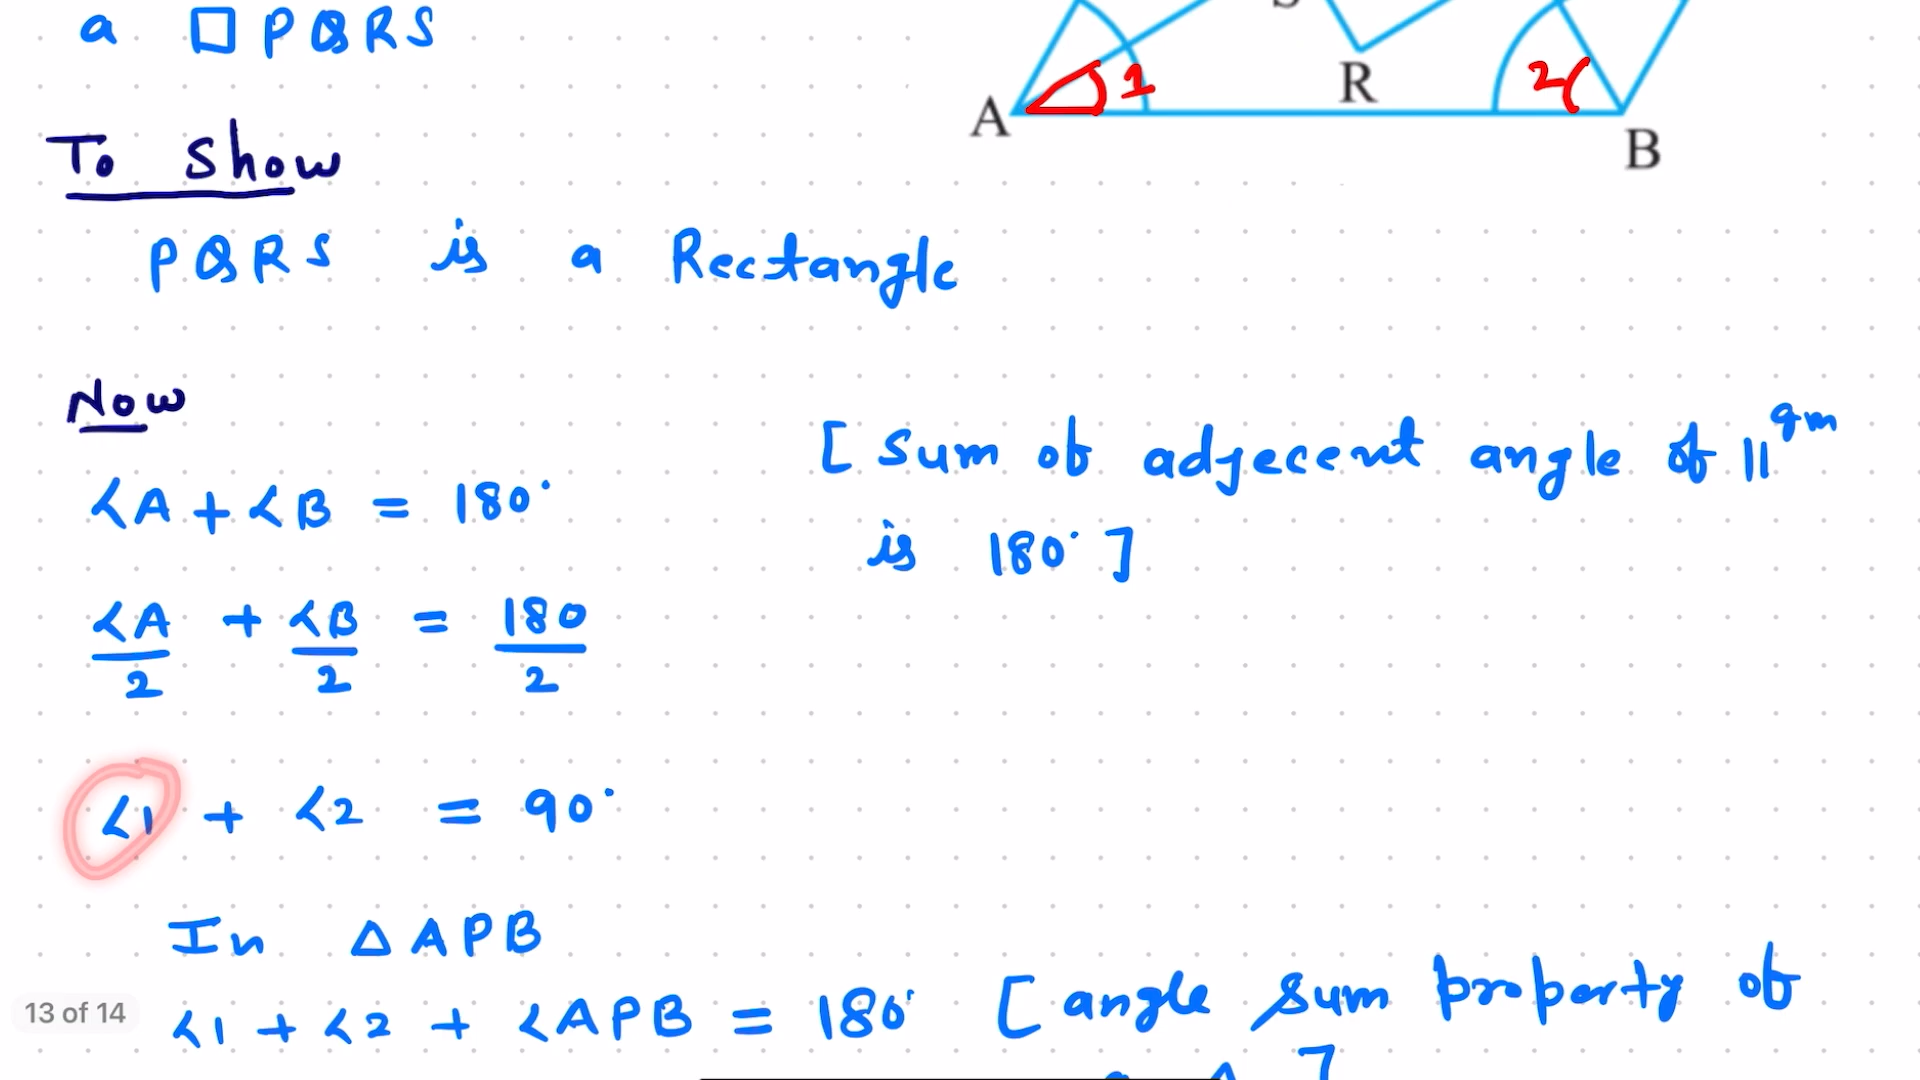 a □ PQRS
S
1
2
R
A
B
To Show
PQRS is a Rectangle
Now
∠A + ∠B = 180° [Sum of adjecent angle of ||gm
is 180°]
∠A/2 + ∠B/2 = 180/2
∠1 + ∠2 = 90°
In △APB
∠1 + ∠2 + ∠APB = 180° [angle sum property of
13 of 14